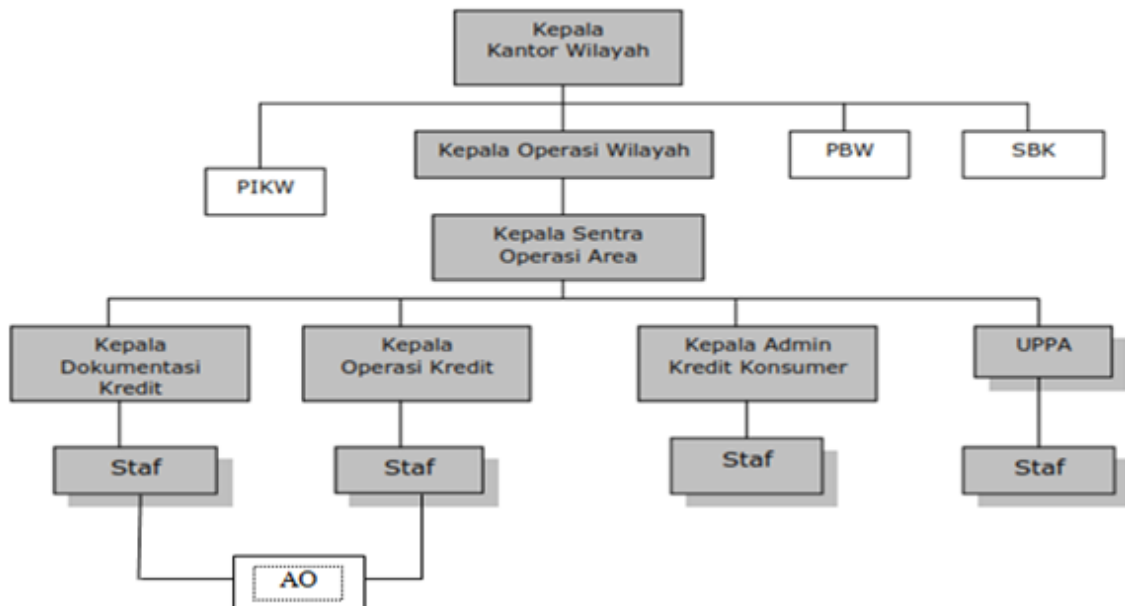 Kepala
Kantor Wilayah
Kepala Operasi Wilayah
PBW
SBK
PIKW
Kepala Sentra
Operasi Area
Kepala
Dokumentasi
Kredit
Kepala
Operasi Kredit
Kepala Admin
Kredit Konsumer
UPPA
Staf
Staf
Staf
Staf
AO